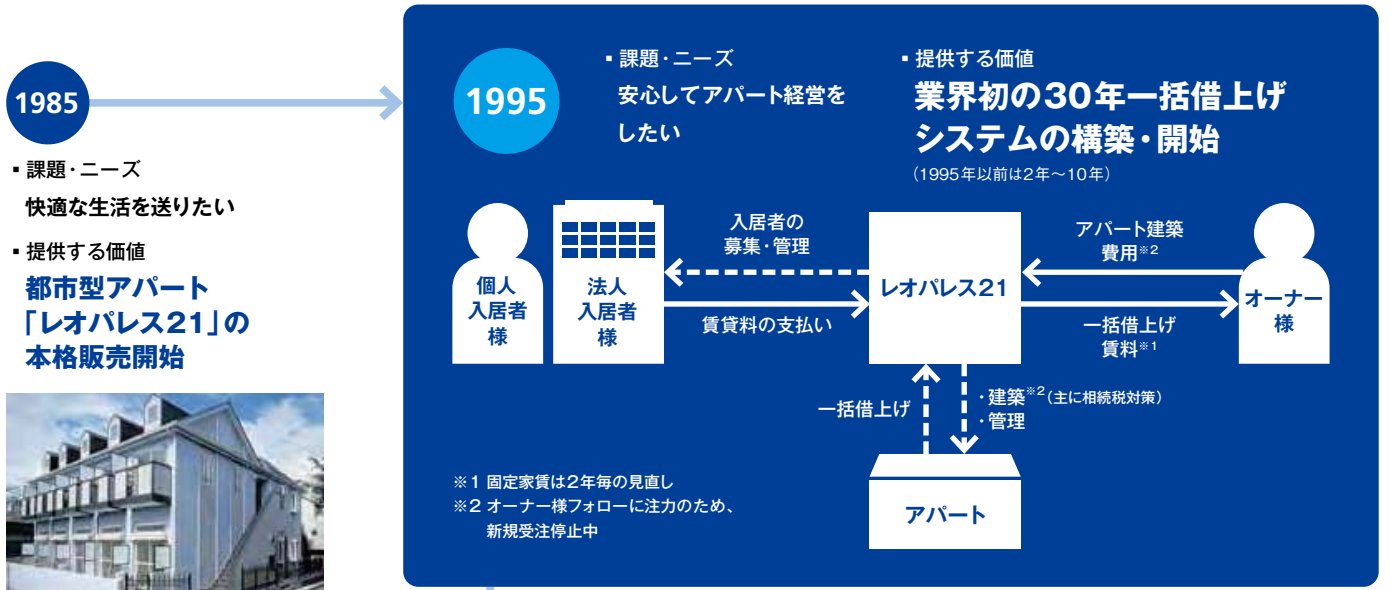 1985
▪ 課題・ニーズ
快適な生活を送りたい
▪ 提供する価値
都市型アパート
「レオパレス21」の
本格販売開始
1995
▪ 課題・ニーズ
安心してアパート経営を
したい
▪ 提供する価値
業界初の30年一括借上げ
システムの構築・開始
（1995年以前は2年～10年）
個人
入居者
様
法人
入居者
様
入居者の
募集・管理
賃貸料の支払い
レオパレス21
アパート建築
費用※2
一括借上げ
賃料※1
オーナー
様
一括借上げ
・建築※2（主に相続税対策）
・管理
アパート
※1 固定家賃は2年毎の見直し
※2 オーナー様フォローに注力のため、
新規受注停止中